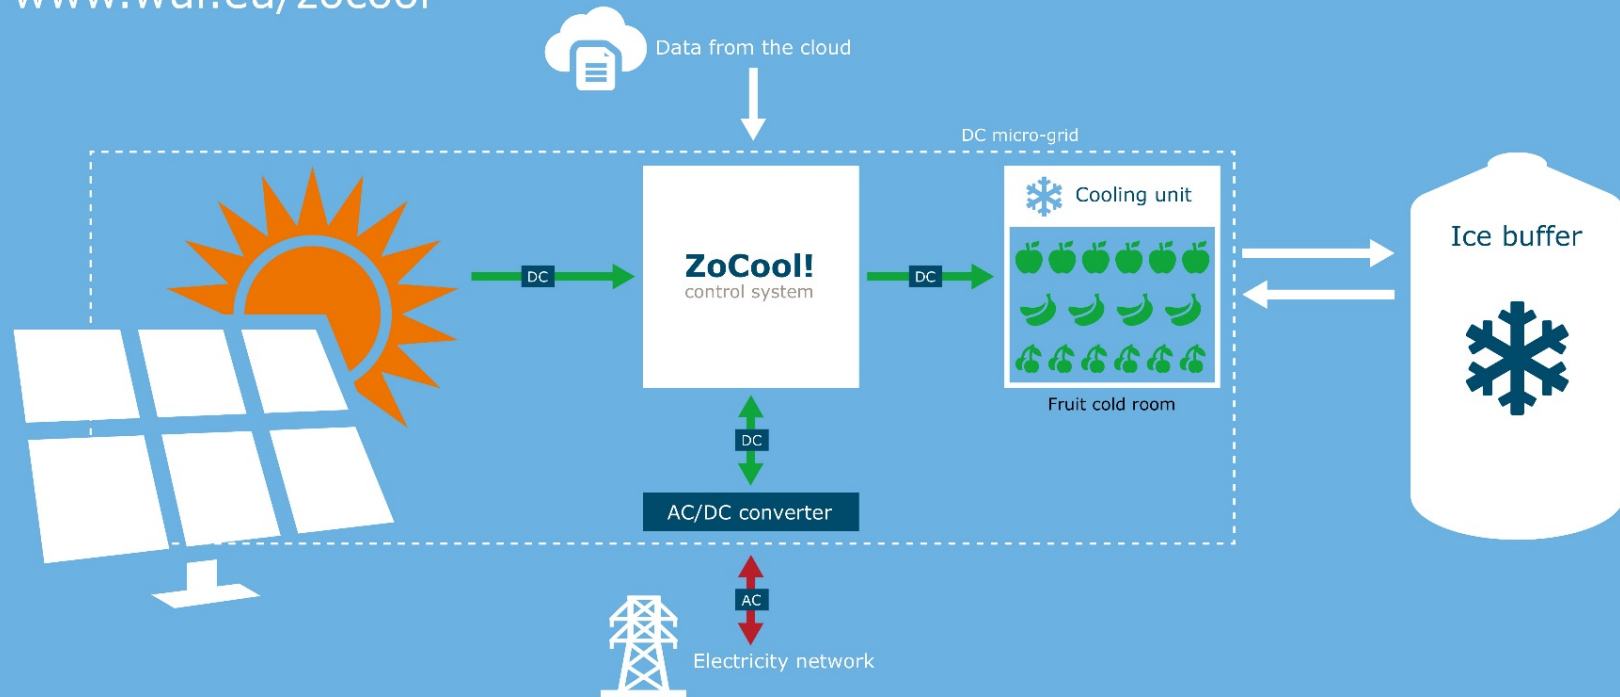 Data from the cloud
DC micro-grid
Cooling unit
Ice buffer
ZoCool!
control system
DC
DC
Fruit cold room
DC
AC/DC converter
AC
Electricity network